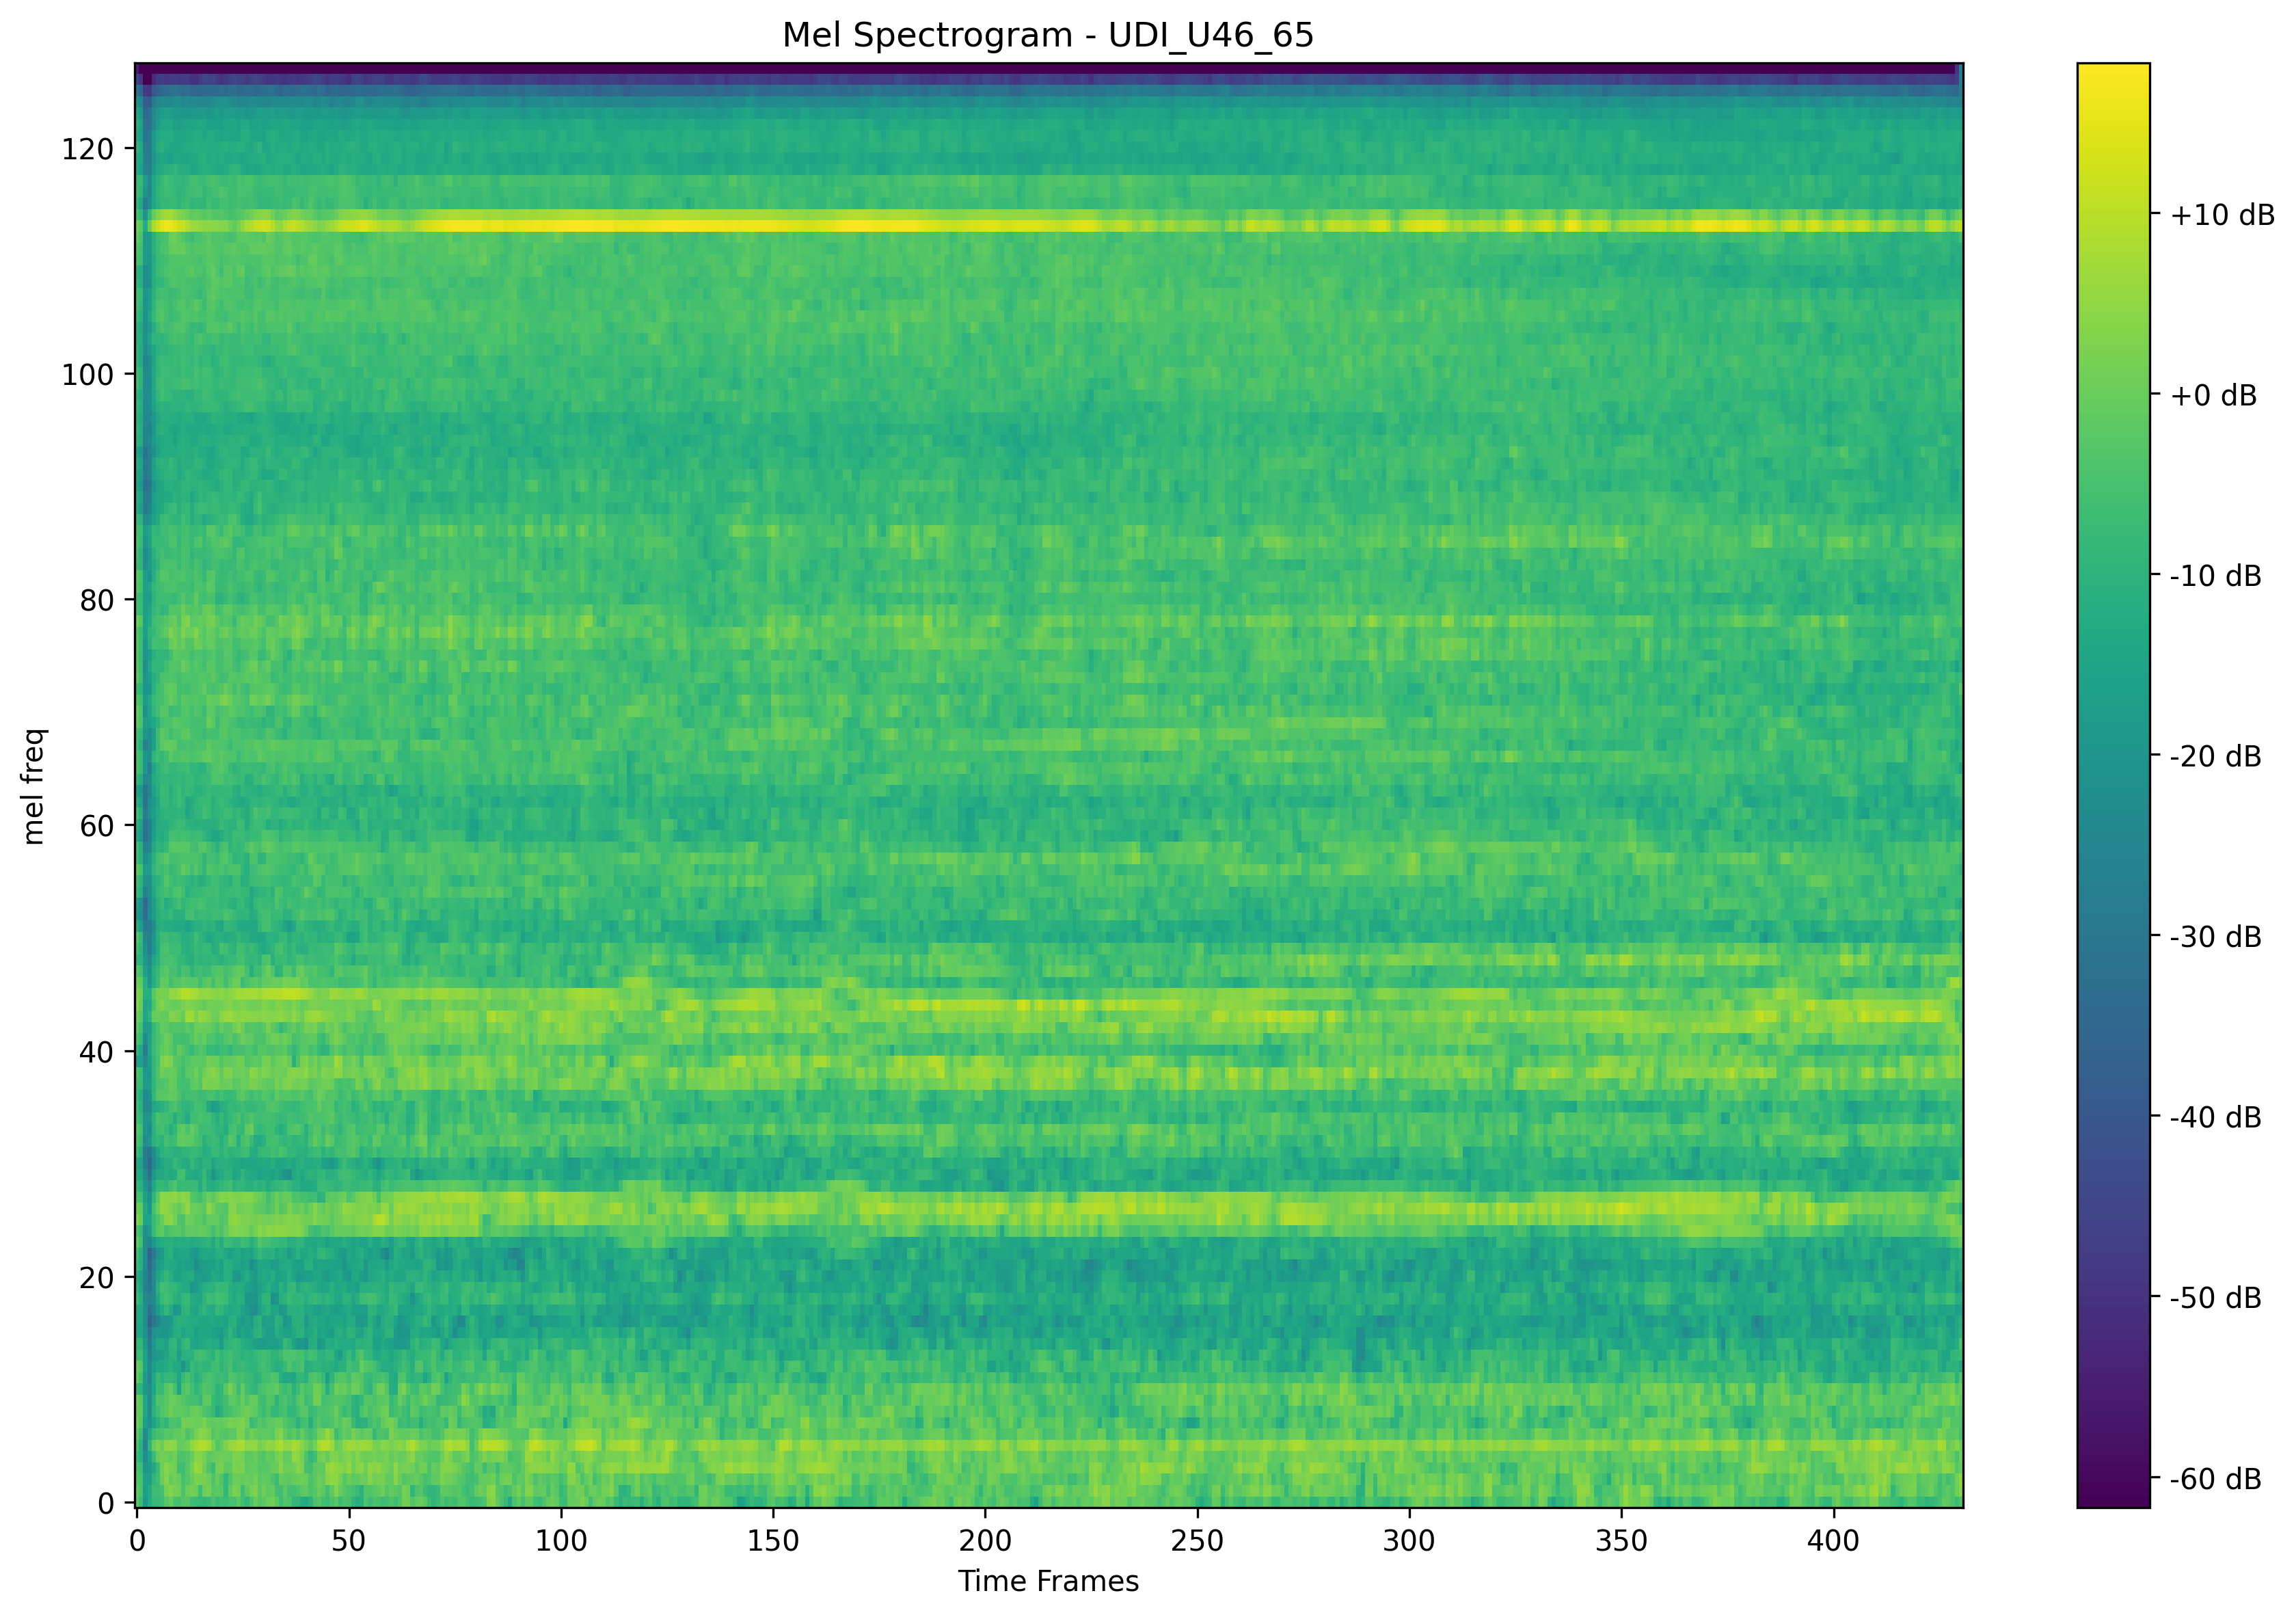 Mel Spectrogram - UDI_U46_65
mel freq
120
100
80
60
40
20
0
0 50 100 150 200 250 300 350 400
Time Frames
+10 dB
+0 dB
-10 dB
-20 dB
-30 dB
-40 dB
-50 dB
-60 dB